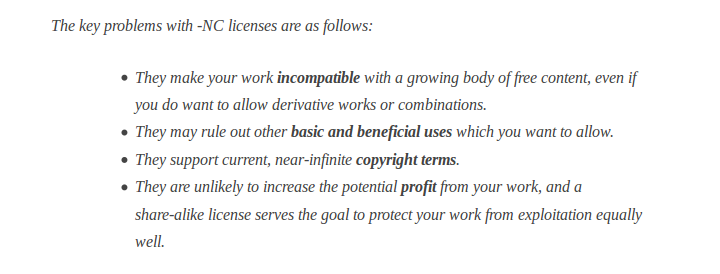 The key problems with -NC licenses are as follows:
• They make your work incompatible with a growing body of free content, even if
you do want to allow derivative works or combinations.
• They may rule out other basic and beneficial uses which you want to allow.
• They support current, near-infinite copyright terms.
• They are unlikely to increase the potential profit from your work, and a
share-alike license serves the goal to protect your work from exploitation equally
well.